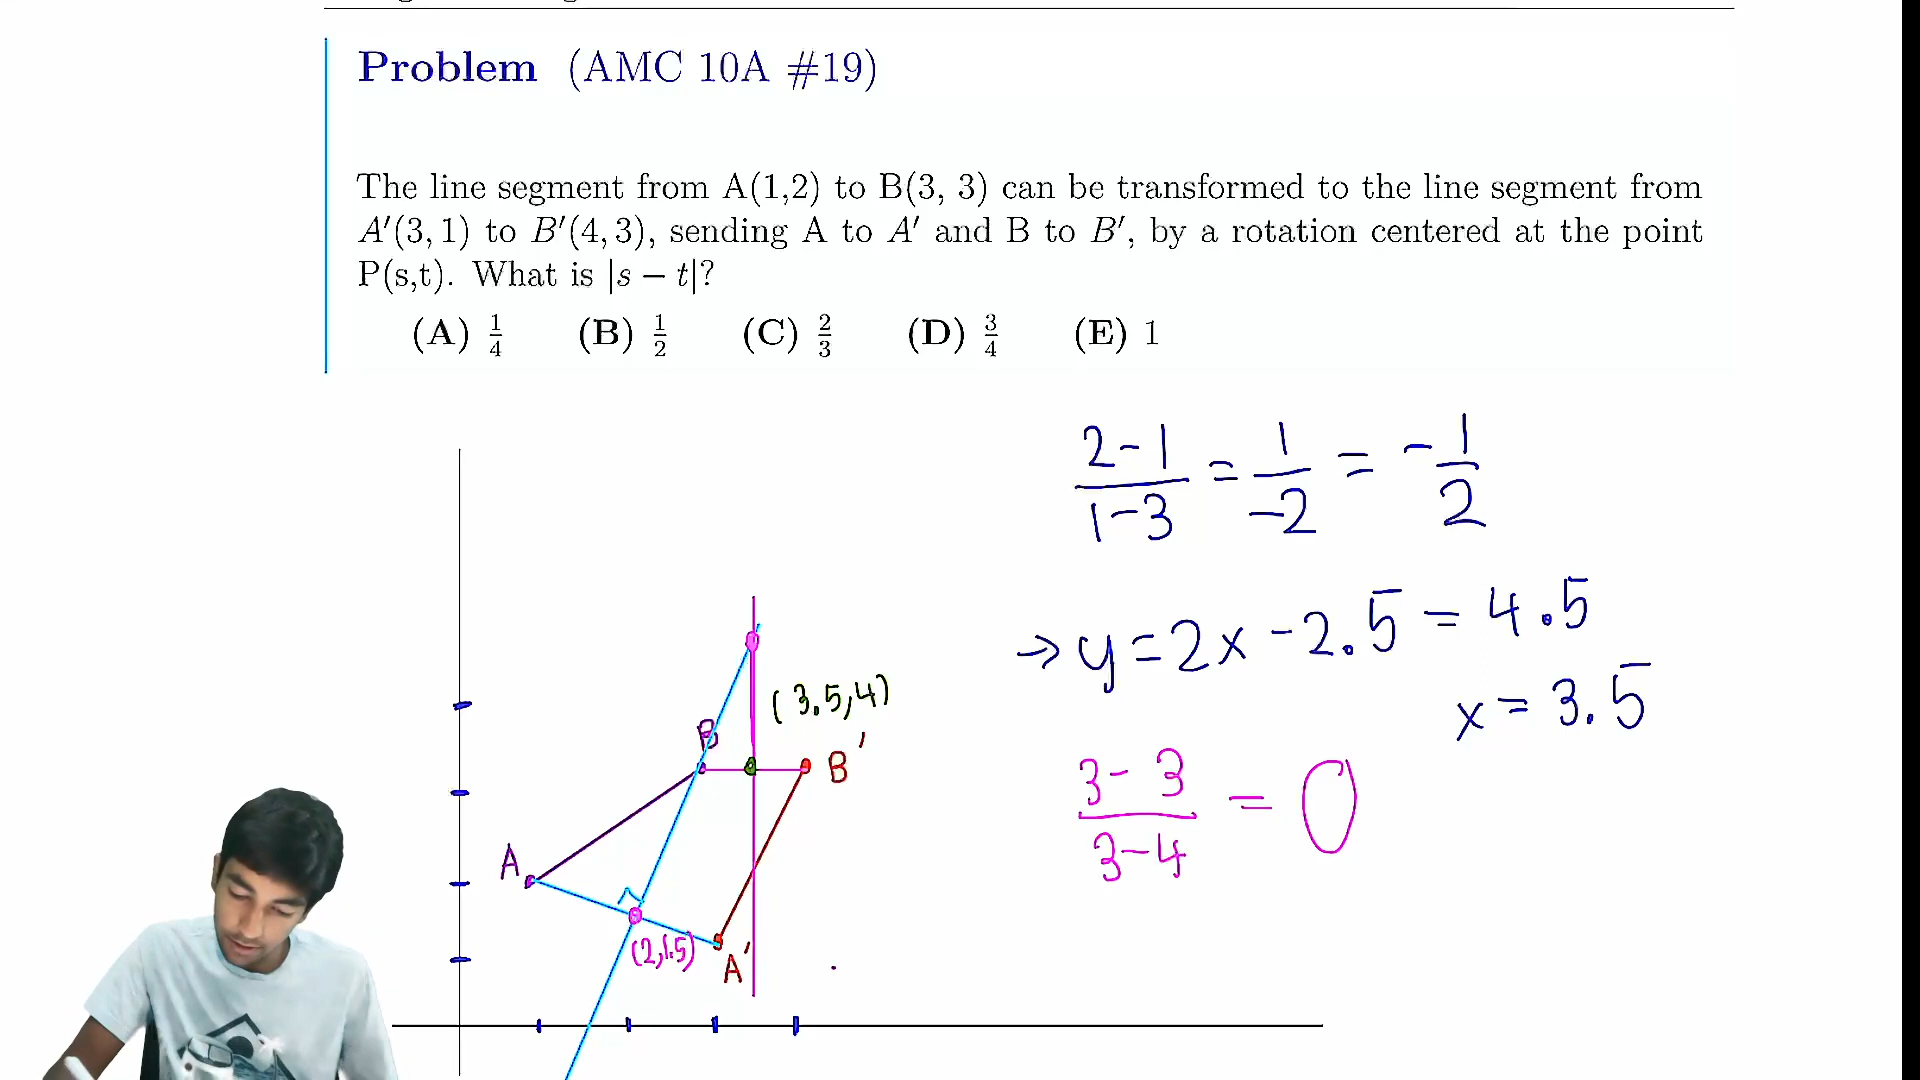 Problem (AMC 10A #19)
The line segment from A(1,2) to B(3, 3) can be transformed to the line segment from
A′(3, 1) to B′(4, 3), sending A to A′ and B to B′, by a rotation centered at the point
P(s,t). What is |s − t|?
(A) 1/4 (B) 1/2 (C) 2/3 (D) 3/4 (E) 1
2-1/1-3 = 1/-2 = -1/2
→ y=2x-2.5 = 4.5
x = 3.5
(3.5,4)
B
B'
3-3/3-4 = 0
A
(2,1.5)
A'